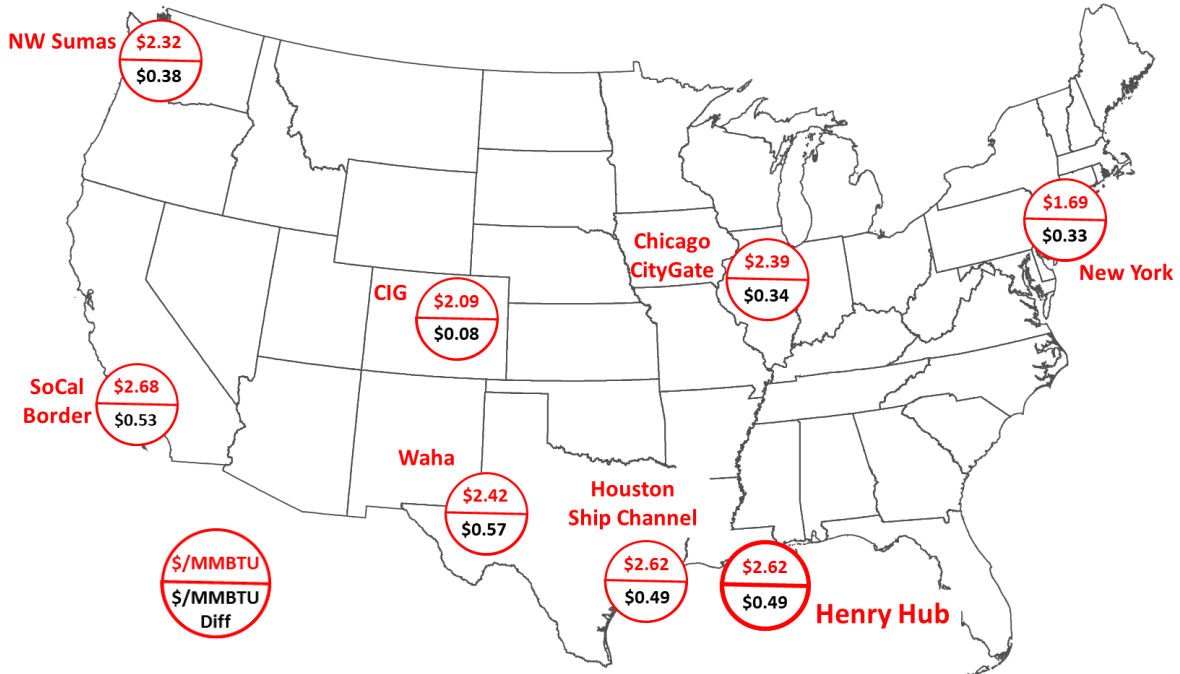 NW Sumas
$2.32
$0.38
$1.69
$0.33
New York
Chicago
CityGate
$2.39
$0.34
CIG
$2.09
$0.08
SoCal
Border
$2.68
$0.53
Waha
$2.42
$0.57
Houston
Ship Channel
$2.62
$0.49
$2.62
$0.49
Henry Hub
$/MMBTU
$/MMBTU
Diff